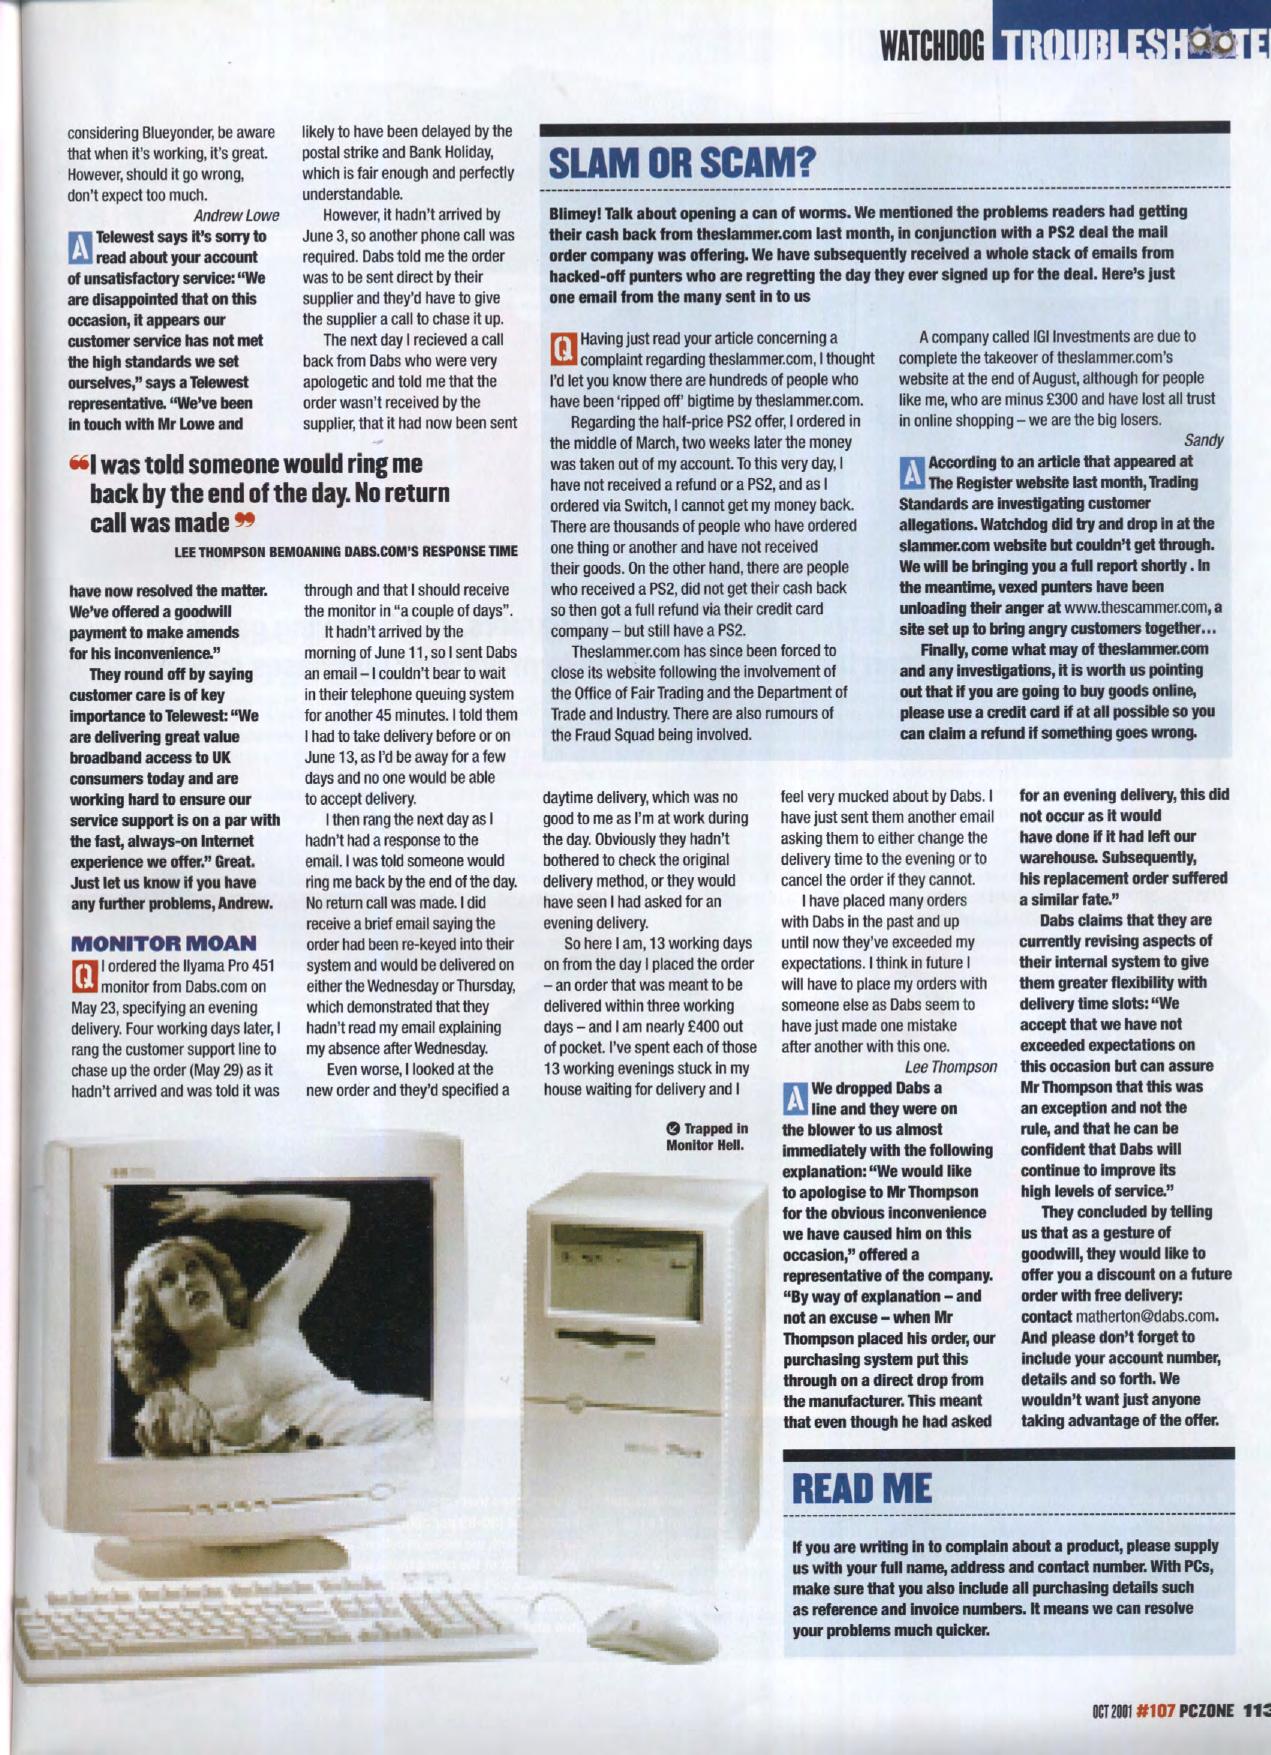 WATCHDOG TROUBLESHOOTE
considering Blueyonder, be aware
that when it's working, it's great.
However, should it go wrong,
don't expect too much.
Andrew Lowe
A Telewest says it's sorry to
read about your account
of unsatisfactory service: “We
are disappointed that on this
occasion, it appears our
customer service has not met
the high standards we set
ourselves,” says a Telewest
representative. “We've been
in touch with Mr Lowe and
have now resolved the matter.
We've offered a goodwill
payment to make amends
for his inconvenience.”
They round off by saying
customer care is of key
importance to Telewest: “We
are delivering great value
broadband access to UK
consumers today and are
working hard to ensure our
service support is on a par with
the fast, always-on Internet
experience we offer.” Great.
Just let us know if you have
any further problems, Andrew.
MONITOR MOAN
Q I ordered the Ilyama Pro 451
monitor from Dabs.com on
May 23, specifying an evening
delivery. Four working days later, I
rang the customer support line to
chase up the order (May 29) as it
hadn't arrived and was told it was
likely to have been delayed by the
postal strike and Bank Holiday,
which is fair enough and perfectly
understandable.
However, it hadn't arrived by
June 3, so another phone call was
required. Dabs told me the order
was to be sent direct by their
supplier and they'd have to give
the supplier a call to chase it up.
The next day I recieved a call
back from Dabs who were very
apologetic and told me that the
order wasn't received by the
supplier, that it had now been sent
“I was told someone would ring me
back by the end of the day. No return
call was made”
LEE THOMPSON BEMOANING DABS.COM'S RESPONSE TIME
through and that I should receive
the monitor in “a couple of days”.
It hadn't arrived by the
morning of June 11, so I sent Dabs
an email – I couldn't bear to wait
in their telephone queuing system
for another 45 minutes. I told them
I had to take delivery before or on
June 13, as I'd be away for a few
days and no one would be able
to accept delivery.
I then rang the next day as I
hadn't had a response to the
email. I was told someone would
ring me back by the end of the day.
No return call was made. I did
receive a brief email saying the
order had been re-keyed into their
system and would be delivered on
either the Wednesday or Thursday,
which demonstrated that they
hadn't read my email explaining
my absence after Wednesday.
Even worse, I looked at the
new order and they'd specified a
daytime delivery, which was no
good to me as I'm at work during
the day. Obviously they hadn't
bothered to check the original
delivery method, or they would
have seen I had asked for an
evening delivery.
So here I am, 13 working days
on from the day I placed the order
– an order that was meant to be
delivered within three working
days – and I am nearly £400 out
of pocket. I've spent each of those
13 working evenings stuck in my
house waiting for delivery and I
feel very mucked about by Dabs. I
have just sent them another email
asking them to either change the
delivery time to the evening or to
cancel the order if they cannot.
I have placed many orders
with Dabs in the past and up
until now they've exceeded my
expectations. I think in future I
will have to place my orders with
someone else as Dabs seem to
have just made one mistake
after another with this one.
Lee Thompson
A We dropped Dabs a
line and they were on
the blower to us almost
immediately with the following
explanation: “We would like
to apologise to Mr Thompson
for the obvious inconvenience
we have caused him on this
occasion,” offered a
representative of the company.
“By way of explanation – and
not an excuse – when Mr
Thompson placed his order, our
purchasing system put this
through on a direct drop from
the manufacturer. This meant
that even though he had asked
for an evening delivery, this did
not occur as it would
have done if it had left our
warehouse. Subsequently,
his replacement order suffered
a similar fate.”
Dabs claims that they are
currently revising aspects of
their internal system to give
them greater flexibility with
delivery time slots: “We
accept that we have not
exceeded expectations on
this occasion but can assure
Mr Thompson that this was
an exception and not the
rule, and that he can be
confident that Dabs will
continue to improve its
high levels of service.”
They concluded by telling
us that as a gesture of
goodwill, they would like to
offer you a discount on a future
order with free delivery:
contact matherton@dabs.com.
And please don't forget to
include your account number,
details and so forth. We
wouldn't want just anyone
taking advantage of the offer.
Trapped in
Monitor Hell.
SLAM OR SCAM?
Blimey! Talk about opening a can of worms. We mentioned the problems readers had getting
their cash back from theslammer.com last month, in conjunction with a PS2 deal the mail
order company was offering. We have subsequently received a whole stack of emails from
hacked-off punters who are regretting the day they ever signed up for the deal. Here's just
one email from the many sent in to us
Q Having just read your article concerning a
complaint regarding theslammer.com, I thought
I'd let you know there are hundreds of people who
have been ‘ripped off’ bigtime by theslammer.com.
Regarding the half-price PS2 offer, I ordered in
the middle of March, two weeks later the money
was taken out of my account. To this very day, I
have not received a refund or a PS2, and as I
ordered via Switch, I cannot get my money back.
There are thousands of people who have ordered
one thing or another and have not received
their goods. On the other hand, there are people
who received a PS2, did not get their cash back
so then got a full refund via their credit card
company – but still have a PS2.
Theslammer.com has since been forced to
close its website following the involvement of
the Office of Fair Trading and the Department of
Trade and Industry. There are also rumours of
the Fraud Squad being involved.
A company called IGI Investments are due to
complete the takeover of theslammer.com's
website at the end of August, although for people
like me, who are minus £300 and have lost all trust
in online shopping – we are the big losers.
Sandy
A According to an article that appeared at
The Register website last month, Trading
Standards are investigating customer
allegations. Watchdog did try and drop in at the
slammer.com website but couldn't get through.
We will be bringing you a full report shortly . In
the meantime, vexed punters have been
unloading their anger at www.thescammer.com, a
site set up to bring angry customers together...
Finally, come what may of theslammer.com
and any investigations, it is worth us pointing
out that if you are going to buy goods online,
please use a credit card if at all possible so you
can claim a refund if something goes wrong.
READ ME
If you are writing in to complain about a product, please supply
us with your full name, address and contact number. With PCs,
make sure that you also include all purchasing details such
as reference and invoice numbers. It means we can resolve
your problems much quicker.
OCT 2001 #107 PCZONE 113